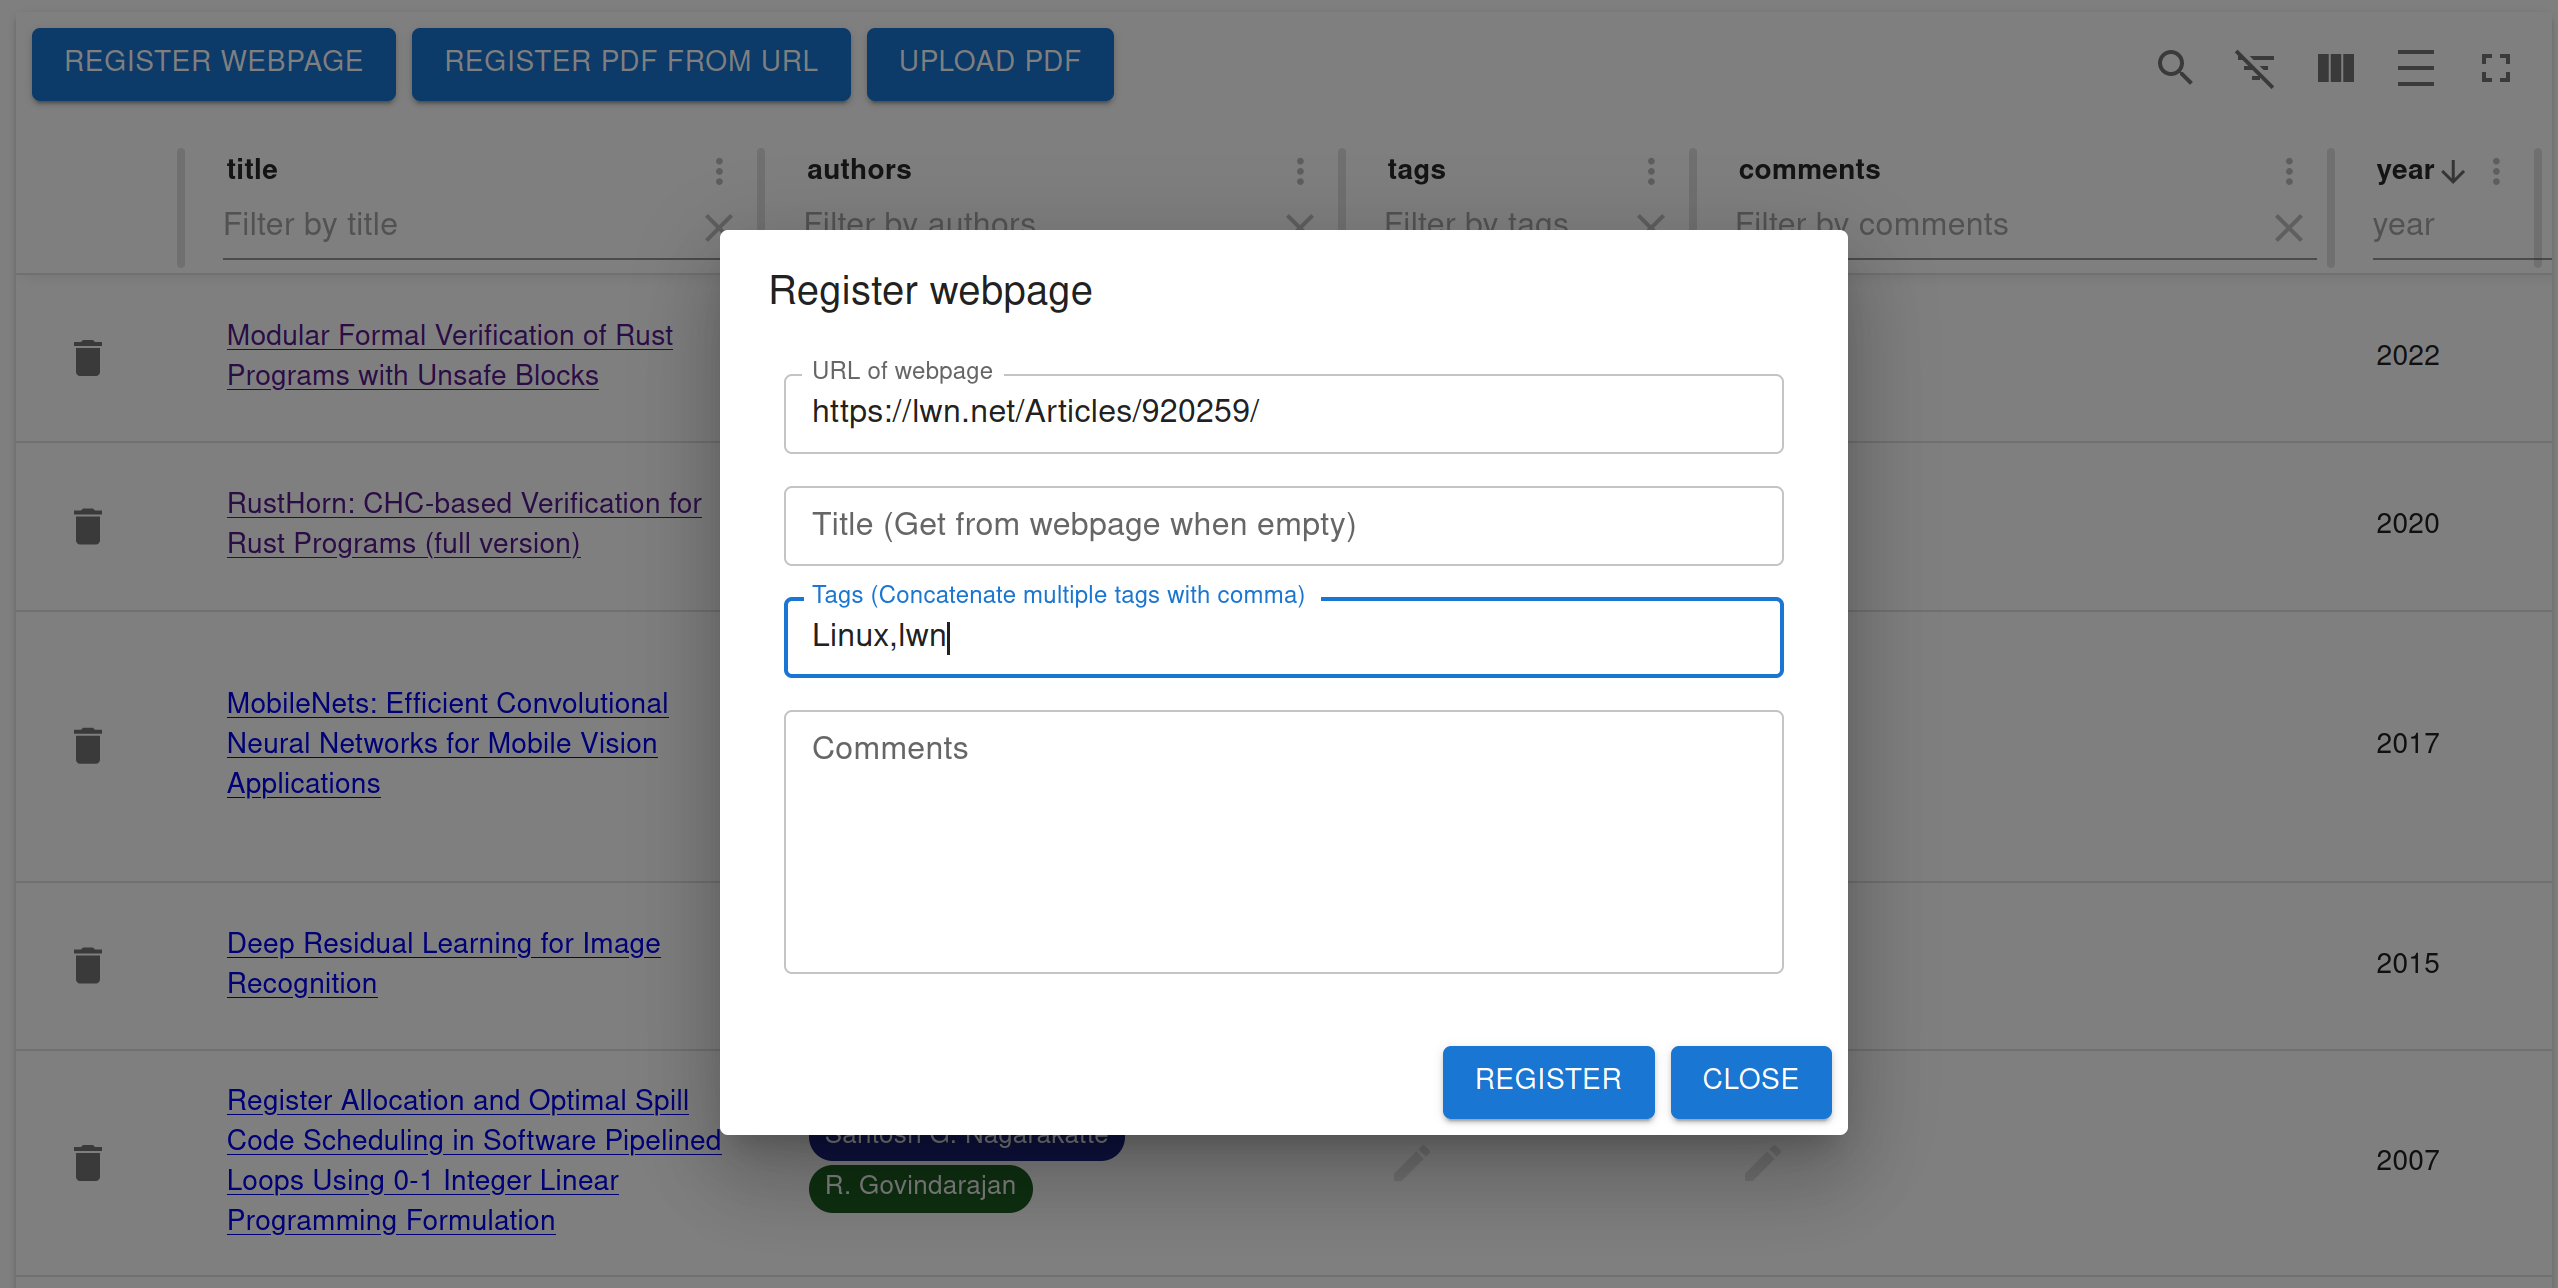 REGISTER WEBPAGE REGISTER PDF FROM URL UPLOAD PDF
title authors tags comments year
Filter by title Filter by authors Filter by tags Filter by comments year
Register webpage
URL of webpage
https://lwn.net/Articles/920259/
Title (Get from webpage when empty)
Tags (Concatenate multiple tags with comma)
Linux,lwn
Comments
REGISTER CLOSE
Modular Formal Verification of Rust
Programs with Unsafe Blocks
2022
RustHorn: CHC-based Verification for
Rust Programs (full version)
2020
MobileNets: Efficient Convolutional
Neural Networks for Mobile Vision
Applications
2017
Deep Residual Learning for Image
Recognition
2015
Register Allocation and Optimal Spill
Code Scheduling in Software Pipelined
Loops Using 0-1 Integer Linear
Programming Formulation
Santosh G. Nagarakatte
R. Govindarajan
2007